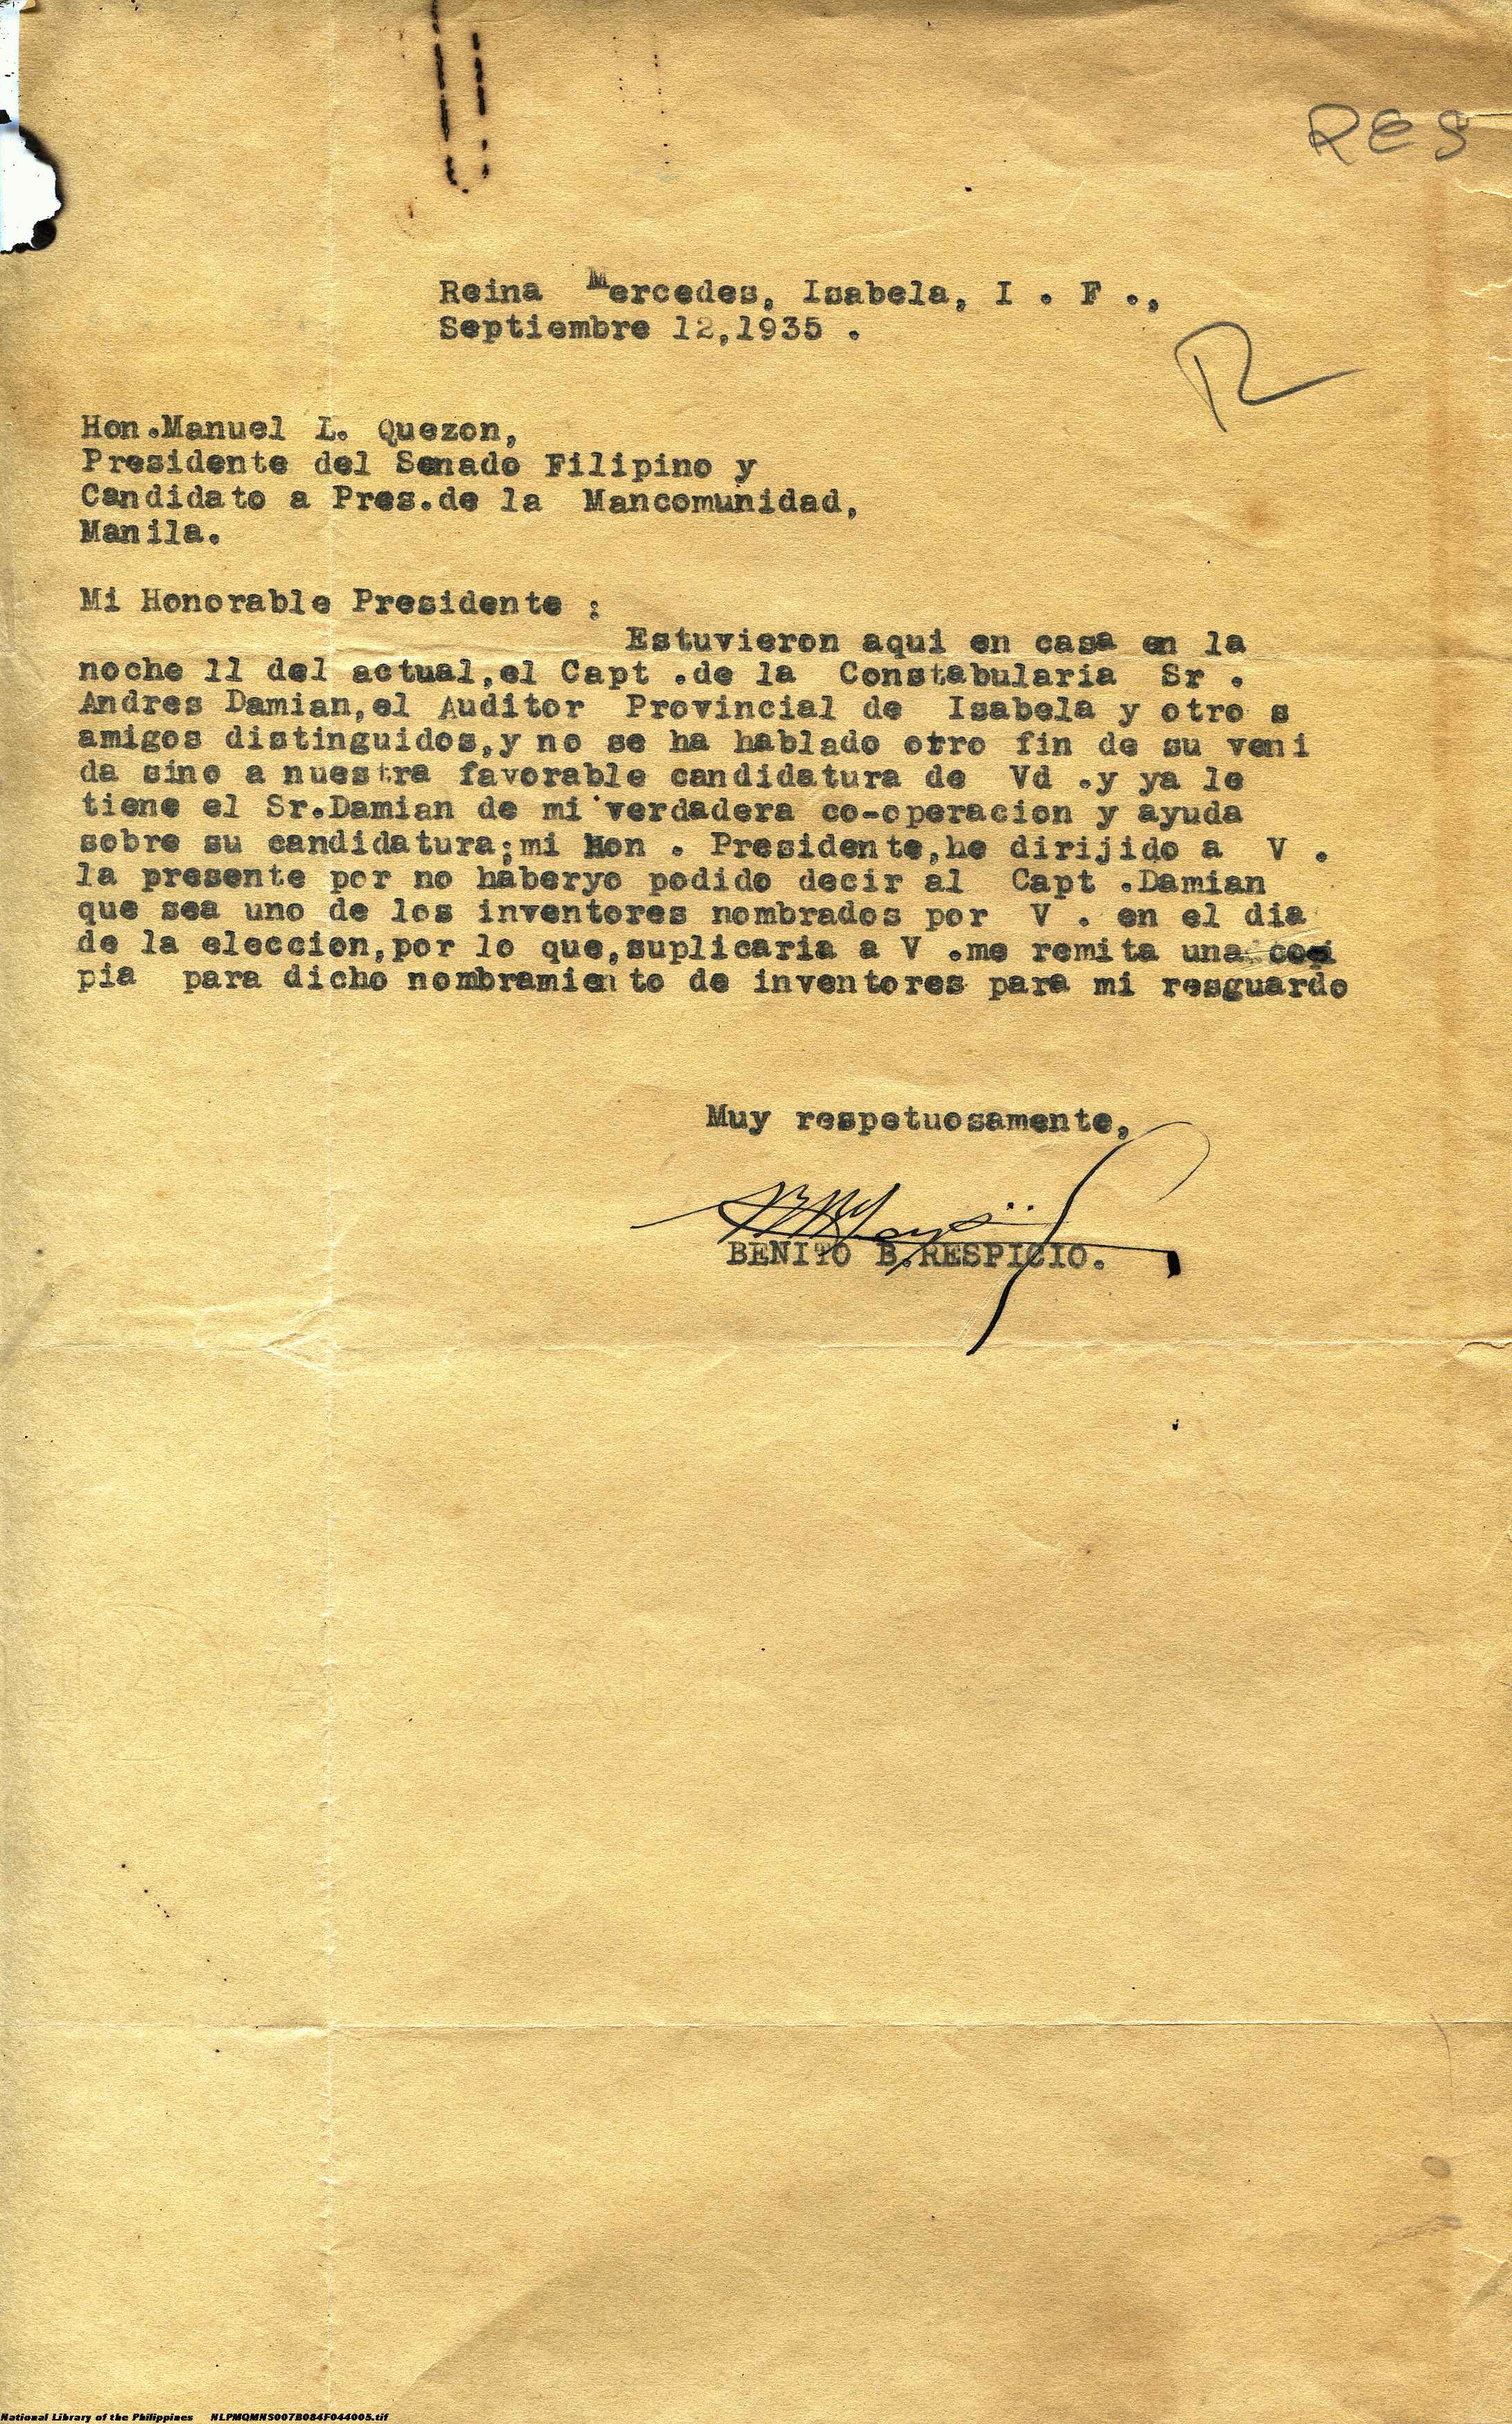 RES
Reina Mercedes, Isabela, I . F .,
Septiembre 12,1935 .
R
Hon.Manuel L. Quezon,
Presidente del Senado Filipino y
Candidato a Pres.de la Mancomunidad,
Manila.
Mi Honorable Presidente :
Estuvieron aqui en casa en la
noche 11 del actual,el Capt .de la Constabularia Sr .
Andres Damian,el Auditor Provincial de Isabela y otro s
amigos distinguidos,y no se ha hablado otro fin de su veni
da sino a nuestra favorable candidatura de Vd .y ya le
tiene el Sr.Damian de mi verdadera co-operacion y ayuda
sobre su candidatura;mi Hon . Presidente,he dirijido a V .
la presente por no haberyo podido decir al Capt .Damian
que sea uno de los inventores nombrados por V . en el dia
de la eleccion,por lo que,suplicaria a V .me remita una
pia para dicho nombramiento de inventores para mi resguardo
Muy respetuosamente,
BENITO B.RESPICIO.
National Library of the Philippines NLPMQMNS007B084F044005.tif